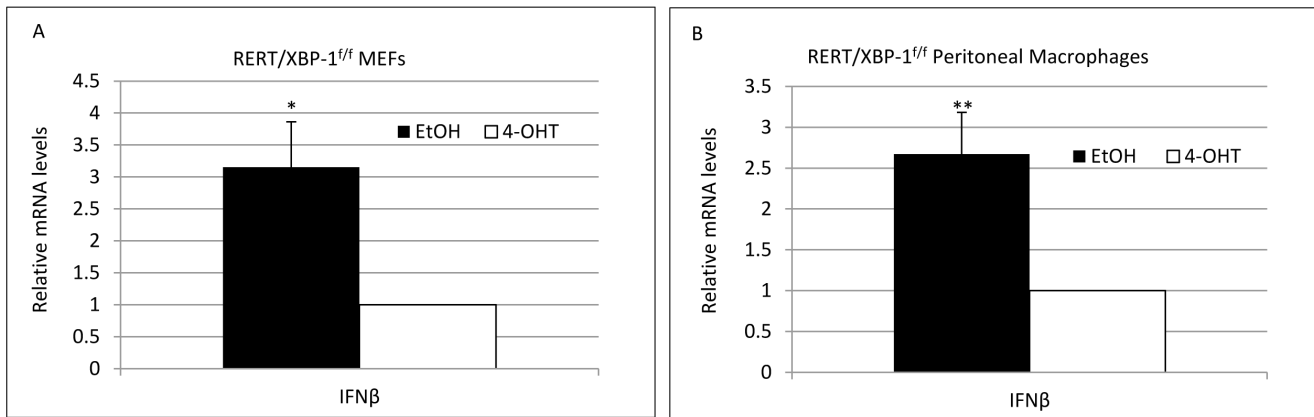 A
RERT/XBP-1f/f MEFs
4.5
4
3.5
3
2.5
2
1.5
1
0.5
0
Relative mRNA levels
*
EtOH
4-OHT
IFNβ
B
RERT/XBP-1f/f Peritoneal Macrophages
3.5
3
2.5
2
1.5
1
0.5
0
Relative mRNA levels
**
EtOH
4-OHT
IFNβ